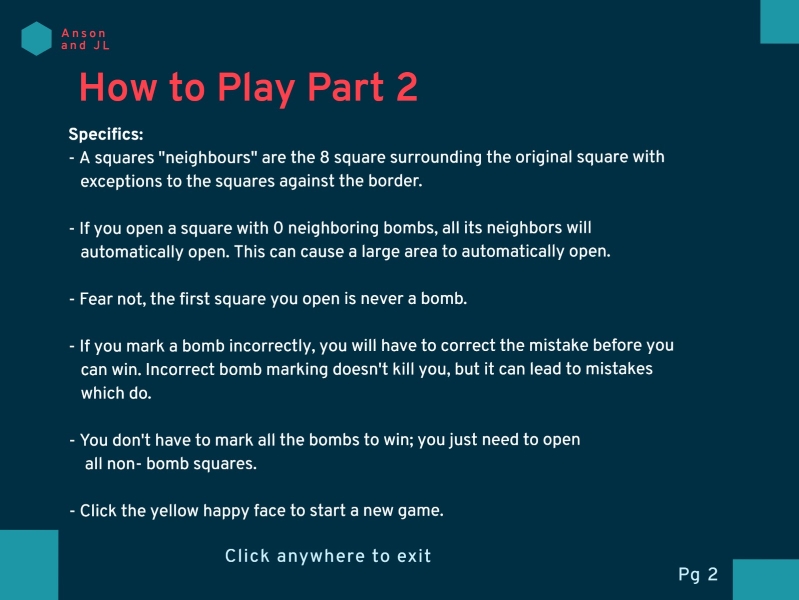 Anson
and JL
How to Play Part 2
Specifics:
- A squares "neighbours" are the 8 square surrounding the original square with
exceptions to the squares against the border.
- If you open a square with 0 neighboring bombs, all its neighbors will
automatically open. This can cause a large area to automatically open.
- Fear not, the first square you open is never a bomb.
- If you mark a bomb incorrectly, you will have to correct the mistake before you
can win. Incorrect bomb marking doesn't kill you, but it can lead to mistakes
which do.
- You don't have to mark all the bombs to win; you just need to open
all non- bomb squares.
- Click the yellow happy face to start a new game.
Click anywhere to exit
Pg 2